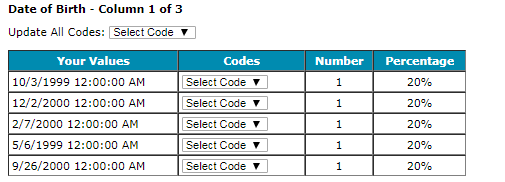 Date of Birth - Column 1 of 3
Update All Codes: Select Code ▼
Your Values Codes Number Percentage
10/3/1999 12:00:00 AM Select Code ▼ 1 20%
12/2/2000 12:00:00 AM Select Code ▼ 1 20%
2/7/2000 12:00:00 AM Select Code ▼ 1 20%
5/6/1999 12:00:00 AM Select Code ▼ 1 20%
9/26/2000 12:00:00 AM Select Code ▼ 1 20%